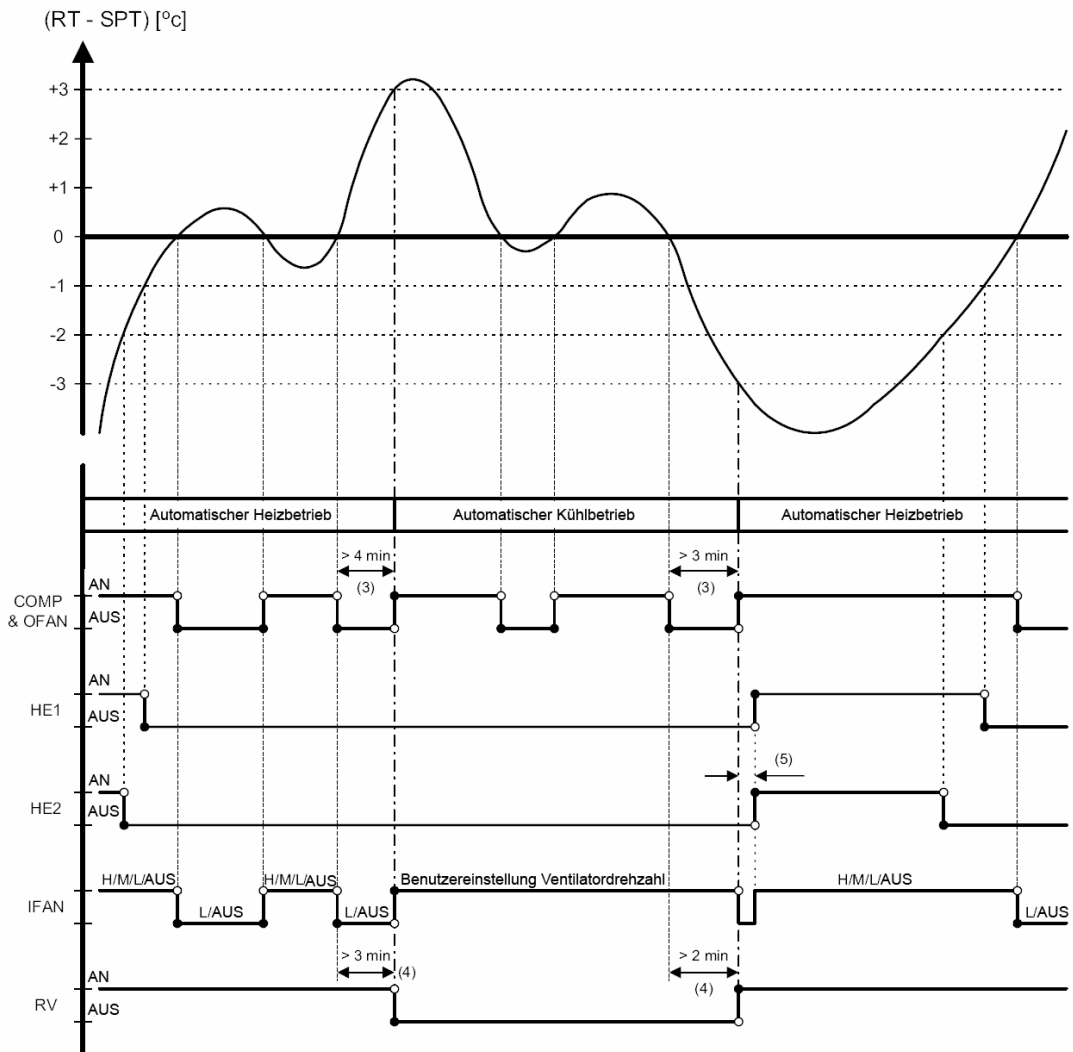 (RT - SPT) [°c]
+3
+2
+1
0
-1
-2
-3
Automatischer Heizbetrieb
Automatischer Kühlbetrieb
Automatischer Heizbetrieb
> 4 min
(3)
> 3 min
(3)
COMP
& OFAN
AN
AUS
HE1
AN
AUS
(5)
HE2
AN
AUS
IFAN
H/M/L/AUS
L/AUS
H/M/L/AUS
L/AUS
Benutzereinstellung Ventilatordrehzahl
H/M/L/AUS
L/AUS
> 3 min
(4)
> 2 min
(4)
RV
AN
AUS